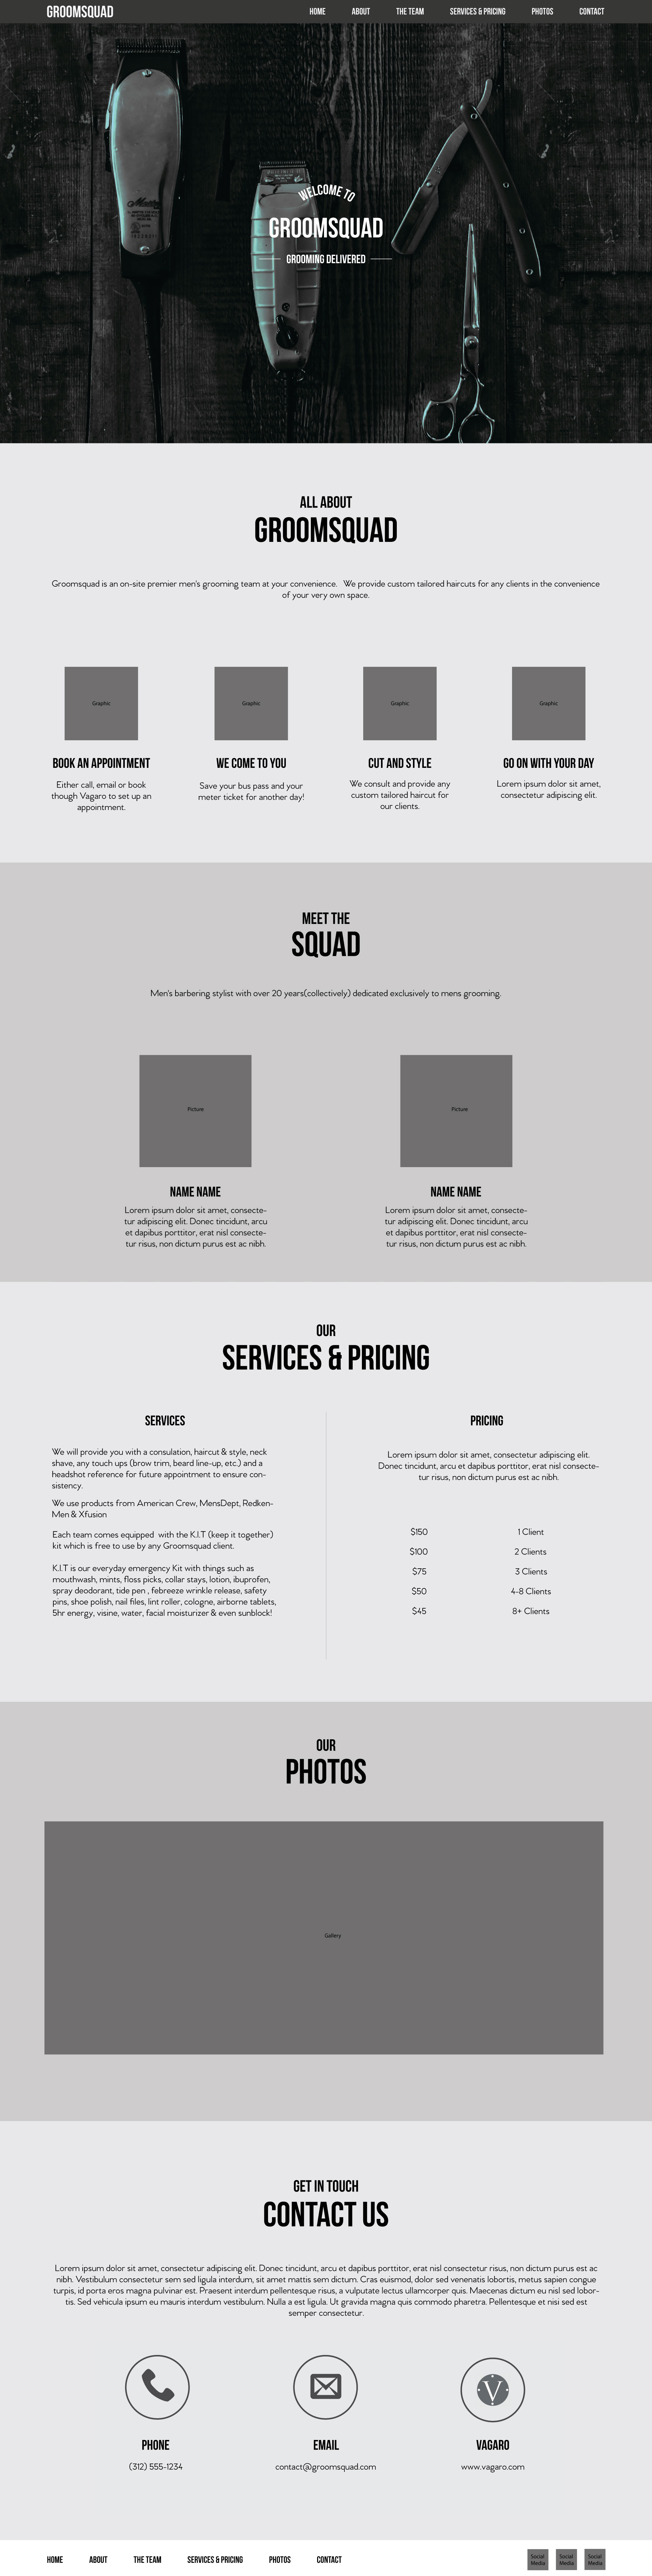 GROOMSQUAD
HOME ABOUT THE TEAM SERVICES & PRICING PHOTOS CONTACT
WELCOME TO
GROOMSQUAD
GROOMING DELIVERED
ALL ABOUT
GROOMSQUAD
Groomsquad is an on-site premier men's grooming team at your convenience. We provide custom tailored haircuts for any clients in the convenience
of your very own space.
Graphic Graphic Graphic Graphic
BOOK AN APPOINTMENT
Either call, email or book
though Vagaro to set up an
appointment.
WE COME TO YOU
Save your bus pass and your
meter ticket for another day!
CUT AND STYLE
We consult and provide any
custom tailored haircut for
our clients.
GO ON WITH YOUR DAY
Lorem ipsum dolor sit amet,
consectetur adipiscing elit.
MEET THE
SQUAD
Men's barbering stylist with over 20 years(collectively) dedicated exclusively to mens grooming.
Picture
NAME NAME
Lorem ipsum dolor sit amet, consecte-
tur adipiscing elit. Donec tincidunt, arcu
et dapibus porttitor, erat nisl consecte-
tur risus, non dictum purus est ac nibh.
Picture
NAME NAME
Lorem ipsum dolor sit amet, consecte-
tur adipiscing elit. Donec tincidunt, arcu
et dapibus porttitor, erat nisl consecte-
tur risus, non dictum purus est ac nibh.
OUR
SERVICES & PRICING
SERVICES
We will provide you with a consulation, haircut & style, neck
shave, any touch ups (brow trim, beard line-up, etc.) and a
headshot reference for future appointment to ensure con-
sistency.
We use products from American Crew, MensDept, Redken-
Men & Xfusion
Each team comes equipped with the K.I.T (keep it together)
kit which is free to use by any Groomsquad client.
K.I.T is our everyday emergency Kit with things such as
mouthwash, mints, floss picks, collar stays, lotion, ibuprofen,
spray deodorant, tide pen , febreeze wrinkle release, safety
pins, shoe polish, nail files, lint roller, cologne, airborne tablets,
5hr energy, visine, water, facial moisturizer & even sunblock!
PRICING
Lorem ipsum dolor sit amet, consectetur adipiscing elit.
Donec tincidunt, arcu et dapibus porttitor, erat nisl consecte-
tur risus, non dictum purus est ac nibh.
$150 1 Client
$100 2 Clients
$75 3 Clients
$50 4-8 Clients
$45 8+ Clients
OUR
PHOTOS
Gallery
GET IN TOUCH
CONTACT US
Lorem ipsum dolor sit amet, consectetur adipiscing elit. Donec tincidunt, arcu et dapibus porttitor, erat nisl consectetur risus, non dictum purus est ac
nibh. Vestibulum consectetur sem sed ligula interdum, sit amet mattis sem dictum. Cras euismod, dolor sed venenatis lobortis, metus sapien congue
turpis, id porta eros magna pulvinar est. Praesent interdum pellentesque risus, a vulputate lectus ullamcorper quis. Maecenas dictum eu nisl sed lobor-
tis. Sed vehicula ipsum eu mauris interdum vestibulum. Nulla a est ligula. Ut gravida magna quis commodo pharetra. Pellentesque et nisi sed est
semper consectetur.
V
PHONE
(312) 555-1234
EMAIL
contact@groomsquad.com
VAGARO
www.vagaro.com
HOME ABOUT THE TEAM SERVICES & PRICING PHOTOS CONTACT
Social
Media
Social
Media
Social
Media